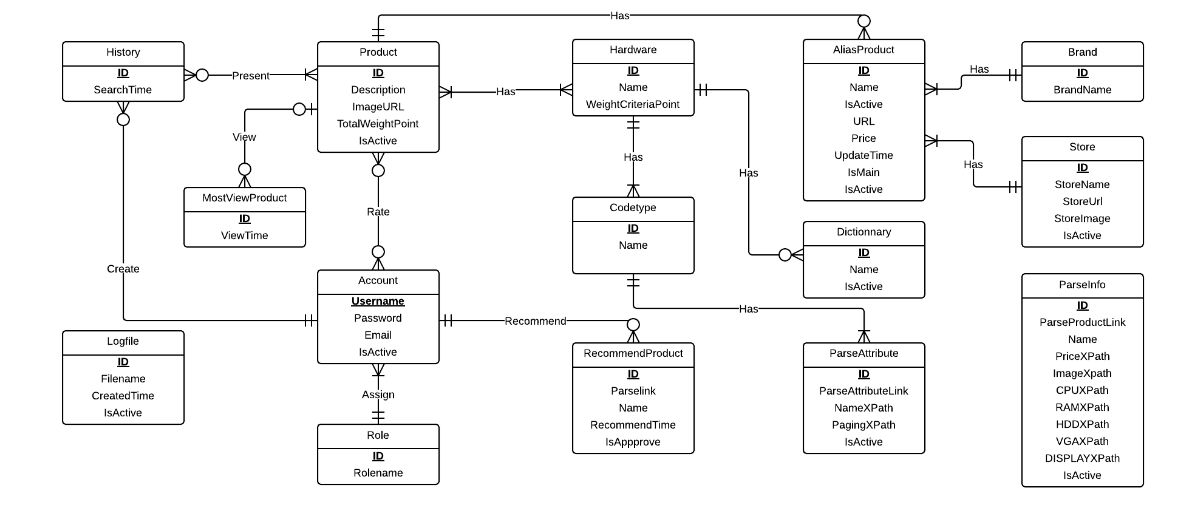 Has
History
ID
SearchTime
Present
Product
ID
Description
ImageURL
TotalWeightPoint
IsActive
Has
Hardware
ID
Name
WeightCriteriaPoint
AliasProduct
ID
Name
IsActive
URL
Price
UpdateTime
IsMain
IsActive
Has
Brand
ID
BrandName
View
MostViewProduct
ID
ViewTime
Rate
Has
Codetype
ID
Name
Has
Has
Store
ID
StoreName
StoreUrl
StoreImage
IsActive
Dictionnary
ID
Name
IsActive
Create
Account
Username
Password
Email
IsActive
Recommend
Has
Logfile
ID
Filename
CreatedTime
IsActive
Assign
Role
ID
Rolename
RecommendProduct
ID
Parselink
Name
RecommendTime
IsAppprove
ParseAttribute
ID
ParseAttributeLink
NameXPath
PagingXPath
IsActive
ParseInfo
ID
ParseProductLink
Name
PriceXPath
ImageXpath
CPUXPath
RAMXPath
HDDXPath
VGAXPath
DISPLAYXPath
IsActive